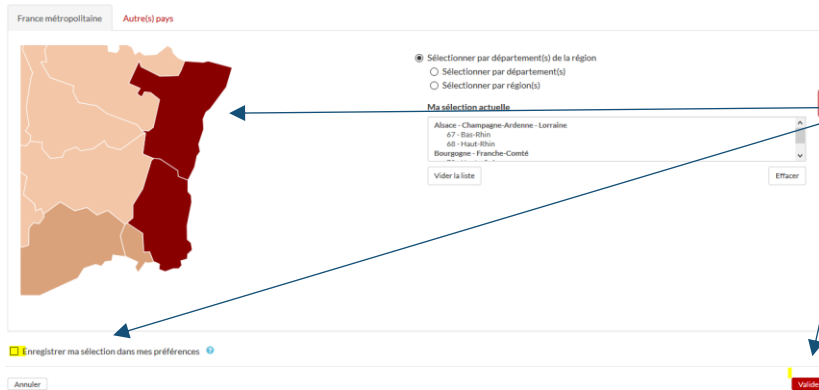 France métropolitaine Autre(s) pays
Sélectionner par département(s) de la région
Sélectionner par département(s)
Sélectionner par région(s)
Ma sélection actuelle
Alsace - Champagne-Ardenne - Lorraine
67 - Bas-Rhin
68 - Haut-Rhin
Bourgogne - Franche-Comté
Vider la liste Effacer
Enregistrer ma sélection dans mes préférences ?
Annuler Valide